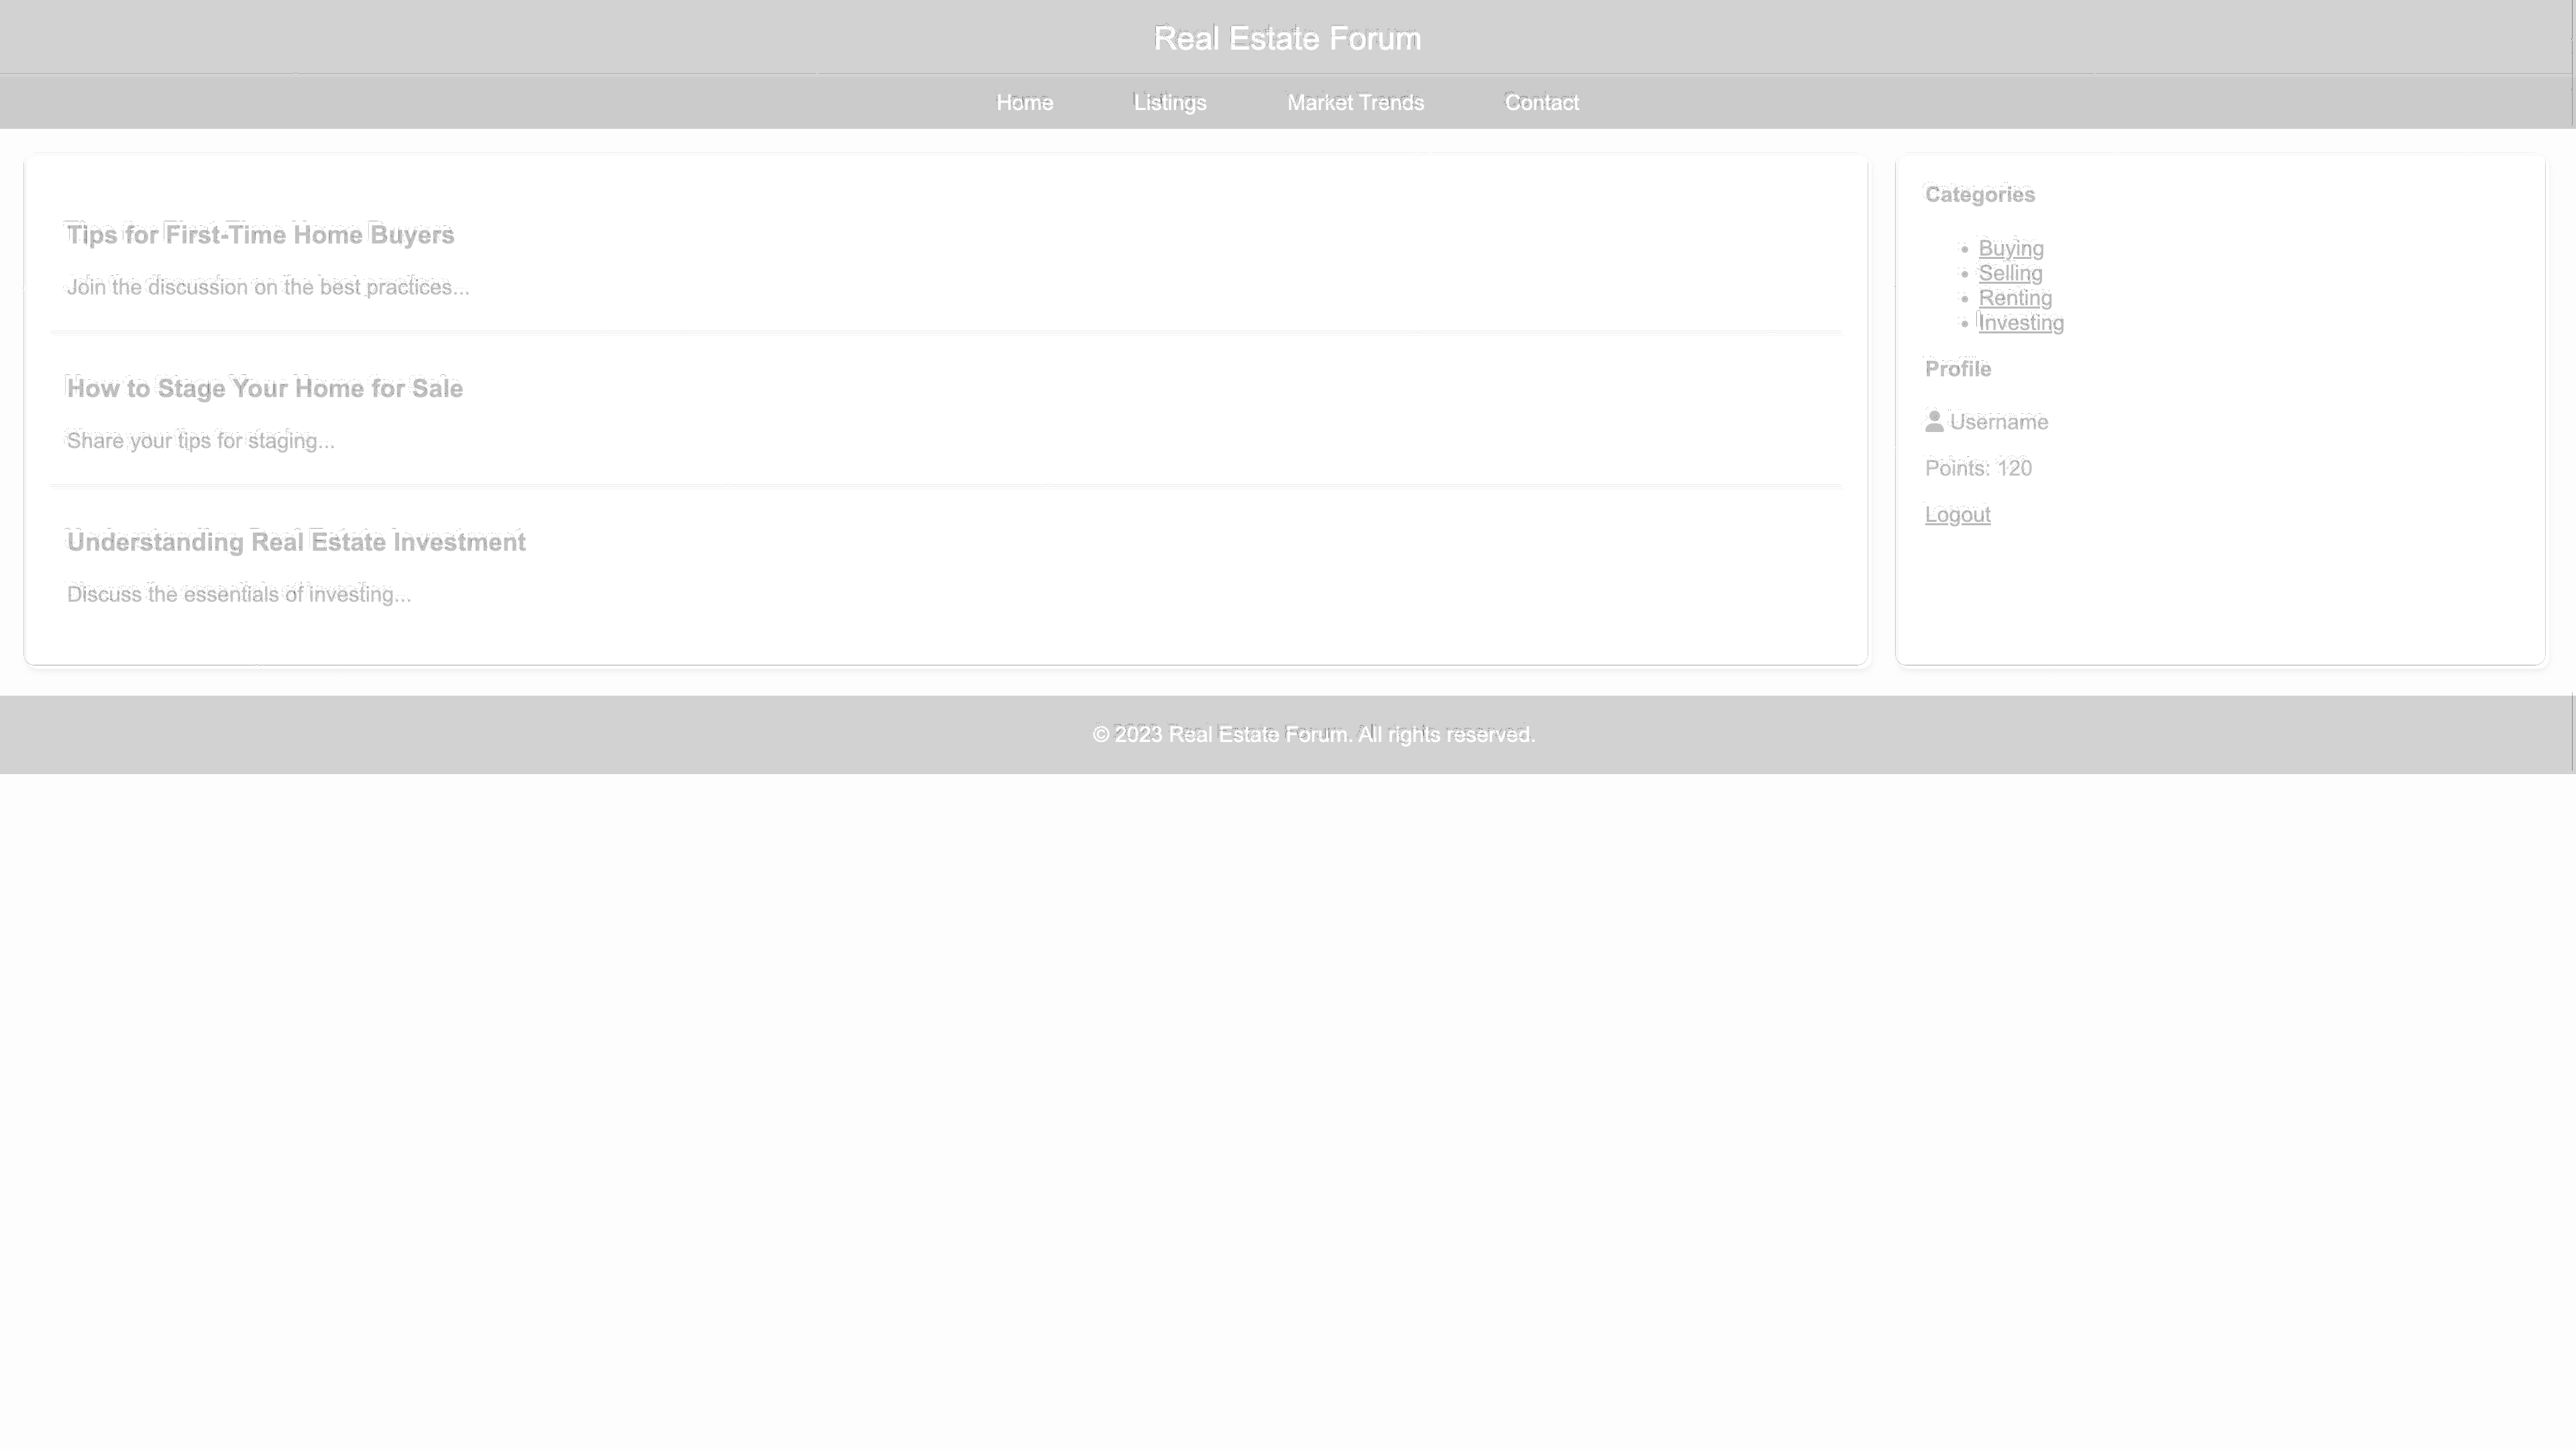 Real Estate Forum
Home Listings Market Trends Contact
Tips for First-Time Home Buyers
Join the discussion on the best practices...
How to Stage Your Home for Sale
Share your tips for staging...
Understanding Real Estate Investment
Discuss the essentials of investing...
Categories
Buying
Selling
Renting
Investing
Profile
Username
Points: 120
Logout
© 2023 Real Estate Forum. All rights reserved.